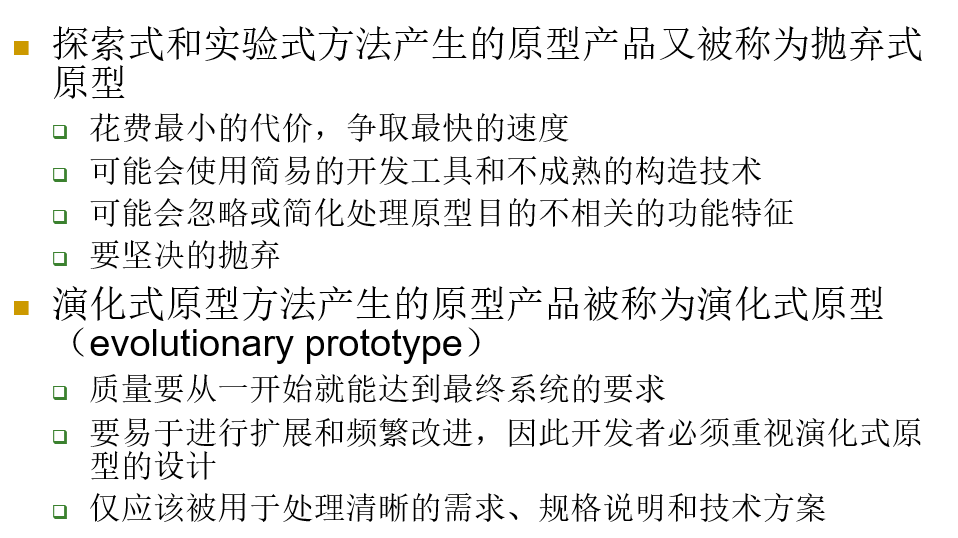 探索式和实验式方法产生的原型产品又被称为抛弃式
原型
花费最小的代价，争取最快的速度
可能会使用简易的开发工具和不成熟的构造技术
可能会忽略或简化处理原型目的不相关的功能特征
要坚决的抛弃
演化式原型方法产生的原型产品被称为演化式原型
（evolutionary prototype）
质量要从一开始就能达到最终系统的要求
要易于进行扩展和频繁改进，因此开发者必须重视演化式原
型的设计
仅应该被用于处理清晰的需求、规格说明和技术方案